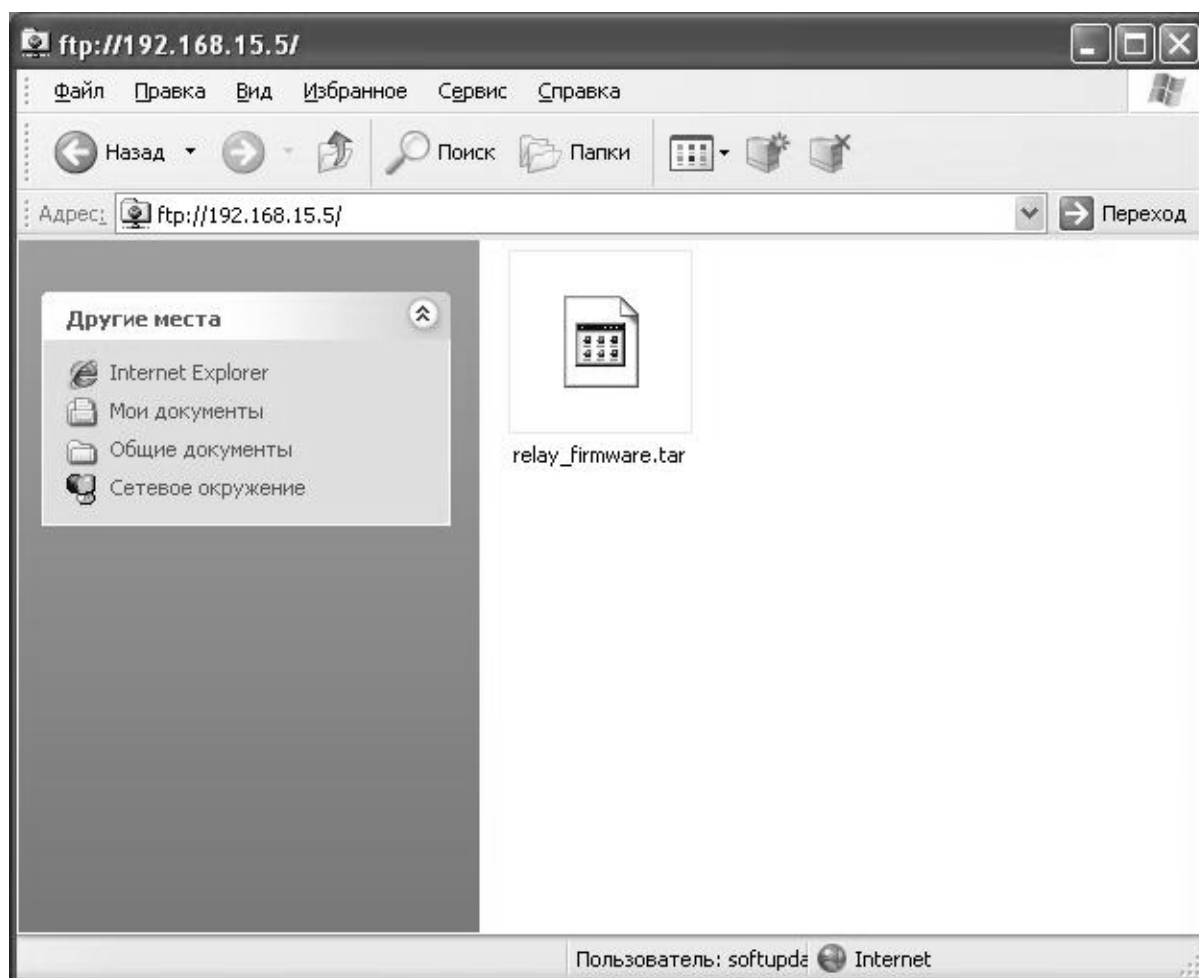 ftp://192.168.15.5/
Файл Правка Вид Избранное Сервис Справка
Назад Поиск Папки
Адрес: ftp://192.168.15.5/ Переход
Другие места
Internet Explorer
Мои документы
Общие документы
Сетевое окружение
relay_firmware.tar
Пользователь: softupda Internet